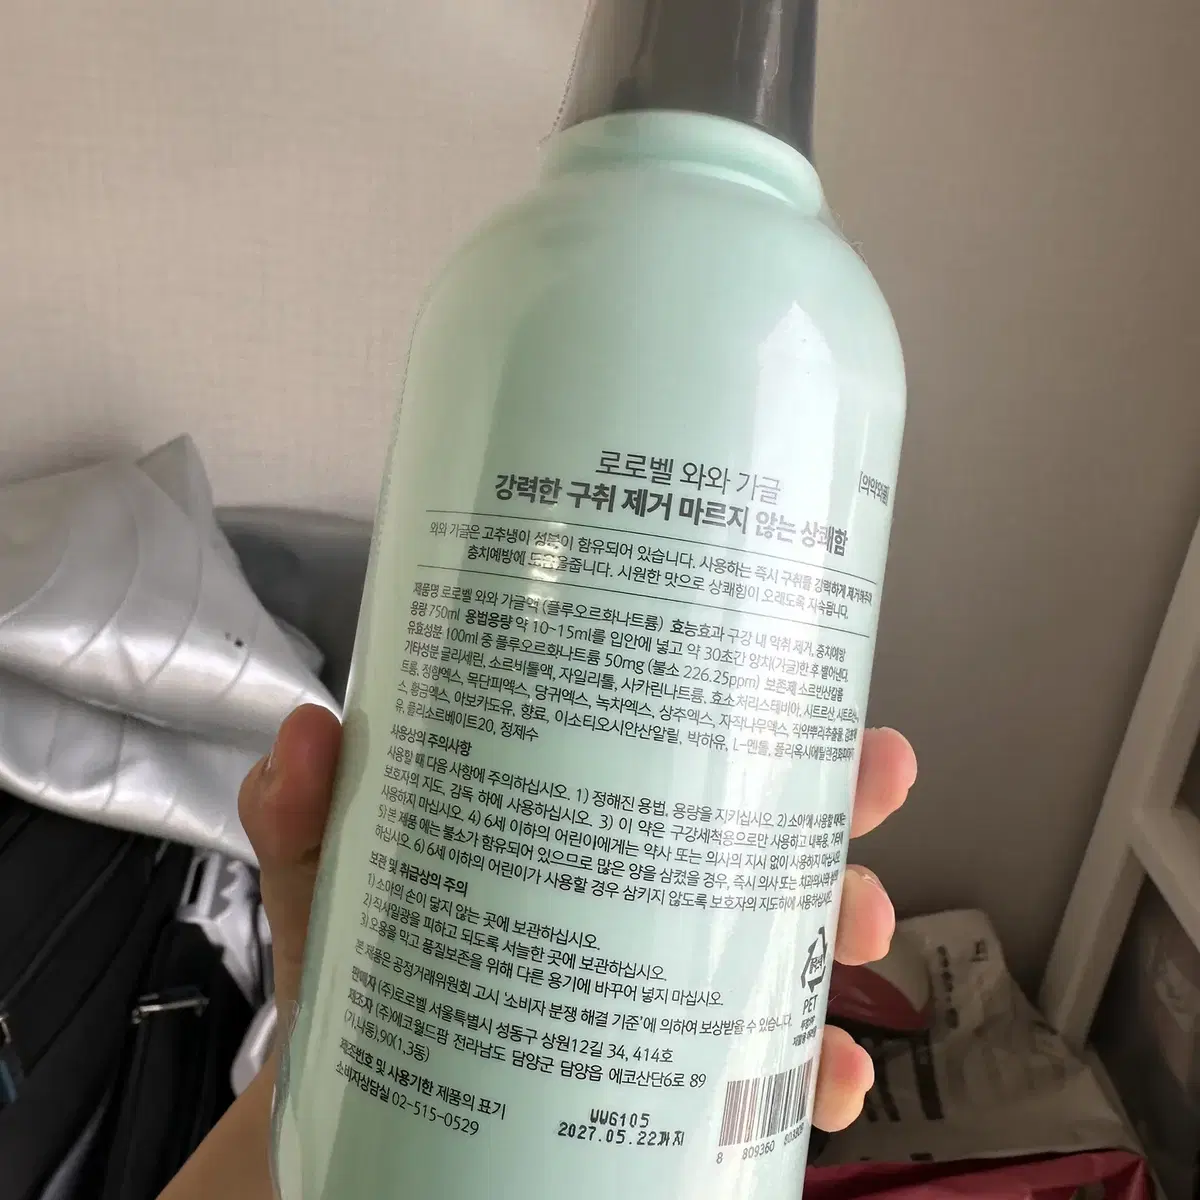 로로벨 와와 가글
[의약외품]
강력한 구취 제거 마르지 않는 상쾌함
와와 가글은 고추냉이 성분이 함유되어 있습니다. 사용하는 즉시 구취를 강력하게 제거해주며
충치예방에 도움을줍니다. 시원한 맛으로 상쾌함이 오래도록 지속됩니다.
제품명 로로벨 와와 가글액 (플루오르화나트륨) 효능효과 구강 내 악취 제거, 충치예방
용량 750ml 용법용량 약 10~15ml를 입안에 넣고 약 30초간 양치(가글)한 후 뱉어낸다.
유효성분 100ml 중 플루오르화나트륨 50mg (불소 226.25ppm) 보존제 소르빈산칼륨
기타성분 글리세린, 소르비톨액, 자일리톨, 사카린나트륨, 효소처리스테비아, 시트르산, 시트르산나
트륨, 정향엑스, 목단피엑스, 당귀엑스, 녹차엑스, 상추엑스, 자작나무엑스, 작약뿌리추출물, 감초엑
스, 황금엑스, 아보카도유, 향료, 이소티오시안산알릴, 박하유, L-멘톨, 폴리옥시에틸렌경화피마자
유, 폴리소르베이트20, 정제수
사용상의 주의사항
사용할 때 다음 사항에 주의하십시오. 1) 정해진 용법, 용량을 지키십시오. 2) 소아에 사용할 때에는
보호자의 지도, 감독 하에 사용하십시오. 3) 이 약은 구강세척용으로만 사용하고 내복용, 기타에
사용하지 마십시오. 4) 6세 이하의 어린이에게는 약사 또는 의사의 지시 없이 사용하지 마십시오.
5) 본 제품 에는 불소가 함유되어 있으므로 많은 양을 삼켰을 경우, 즉시 의사 또는 치과의사와 상의
하십시오. 6) 6세 이하의 어린이가 사용할 경우 삼키지 않도록 보호자의 지도하에 사용하십시오.
보관 및 취급상의 주의
1) 소아의 손이 닿지 않는 곳에 보관하십시오.
2) 직사일광을 피하고 되도록 서늘한 곳에 보관하십시오.
3) 오용을 막고 품질보존을 위해 다른 용기에 바꾸어 넣지 마십시오.
본 제품은 공정거래위원회 고시 '소비자 분쟁 해결 기준'에 의하여 보상받을 수 있습니다.
판매자 (주)로로벨 서울특별시 성동구 상원12길 34, 414호
제조자 (주)에코월드팜 전라남도 담양군 담양읍 에코산단6로 89
(가,나동),90(1,3동)
제조번호 및 사용기한 제품의 표기
소비자상담실 02-515-0529
WWG105
2027.05.22까지
PET
8 809360 803809